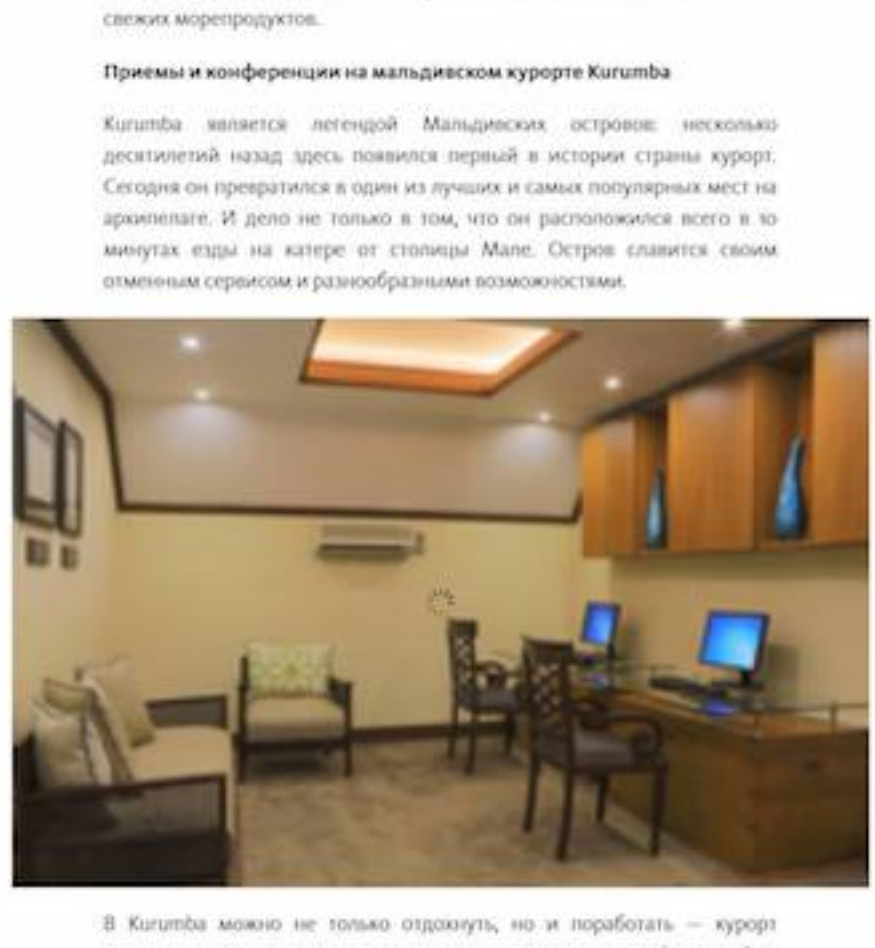 свежих морепродуктов.
Приемы и конференции на мальдивском курорте Kurumba
Kurumba является легендой Мальдивских островов: несколько
десятилетий назад здесь появился первый в истории страны курорт.
Сегодня он превратился в один из лучших и самых популярных мест на
архипелаге. И дело не только в том, что он расположился всего в 10
минутах езды на катере от столицы Мале. Остров славится своим
отменным сервисом и разнообразными возможностями.
В Kurumba можно не только отдохнуть, но и поработать — курорт